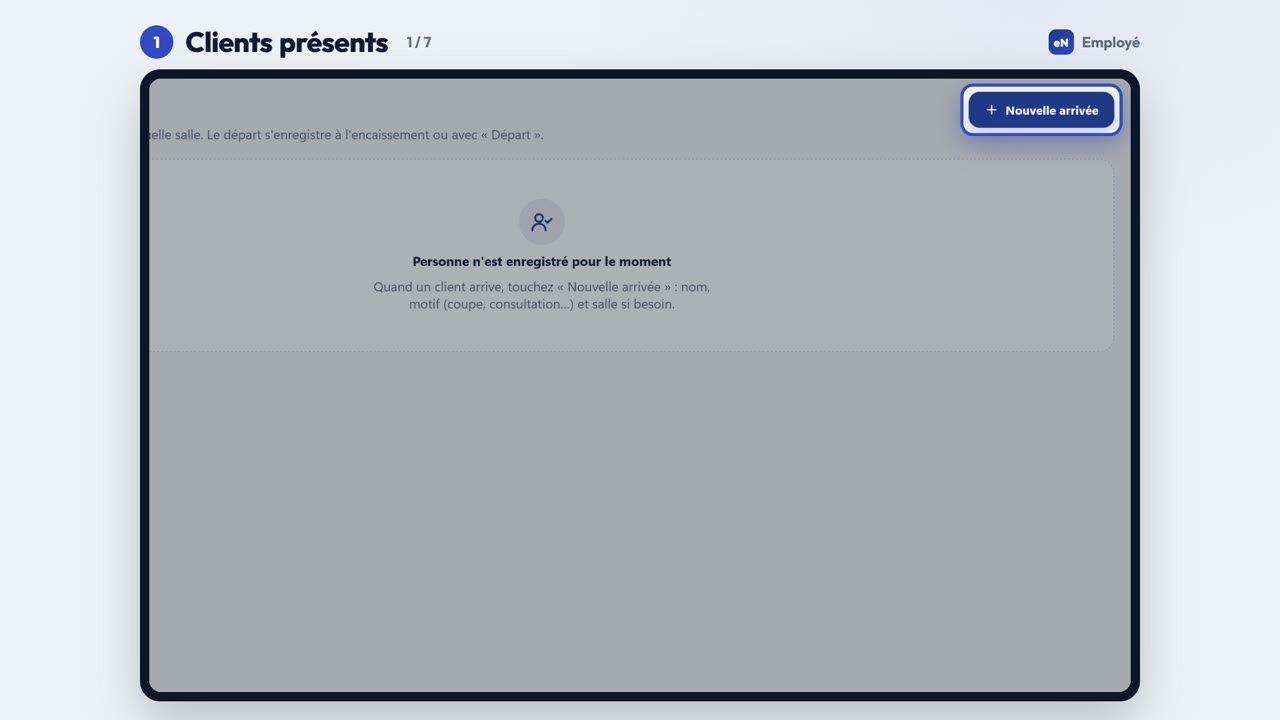 1 Clients présents 1 / 7
eN Employé
+ Nouvelle arrivée
salle. Le départ s'enregistre à l'encaissement ou avec « Départ ».
Personne n'est enregistré pour le moment
Quand un client arrive, touchez « Nouvelle arrivée » : nom,
motif (coupe, consultation...) et salle si besoin.